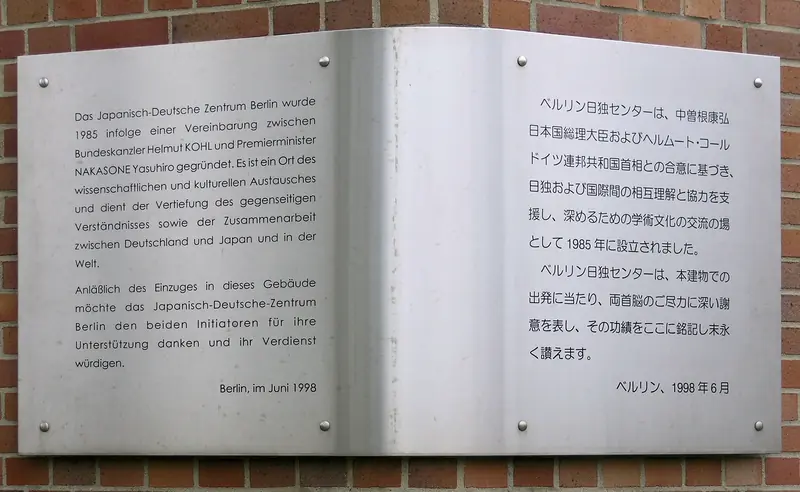 Das Japanisch-Deutsche Zentrum Berlin wurde
1985 infolge einer Vereinbarung zwischen
Bundeskanzler Helmut KOHL und Premierminister
NAKASONE Yasuhiro gegründet. Es ist ein Ort des
wissenschaftlichen und kulturellen Austausches
und dient der Vertiefung des gegenseitigen
Verständnisses sowie der Zusammenarbeit
zwischen Deutschland und Japan und in der
Welt.
Anläßlich des Einzuges in dieses Gebäude
möchte das Japanisch-Deutsche-Zentrum
Berlin den beiden Initiatoren für ihre
Unterstützung danken und ihr Verdienst
würdigen.
Berlin, im Juni 1998
ベルリン日独センターは、中曽根康弘
日本国総理大臣およびヘルムート・コール
ドイツ連邦共和国首相との合意に基づき、
日独および国際間の相互理解と協力を支
援し、深めるための学術文化の交流の場
として1985年に設立されました。
ベルリン日独センターは、本建物での
出発に当たり、両首脳のご尽力に深い謝
意を表し、その功績をここに銘記し末永
く讃えます。
ベルリン、1998年6月